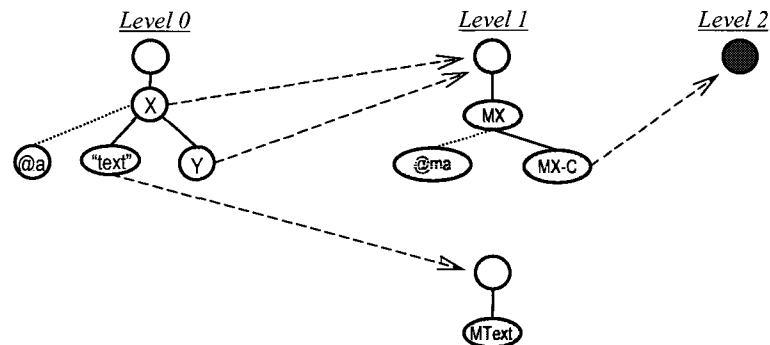 Level 0 Level 1 Level 2
X
MX
@a "text" Y @ma MX-C
MText